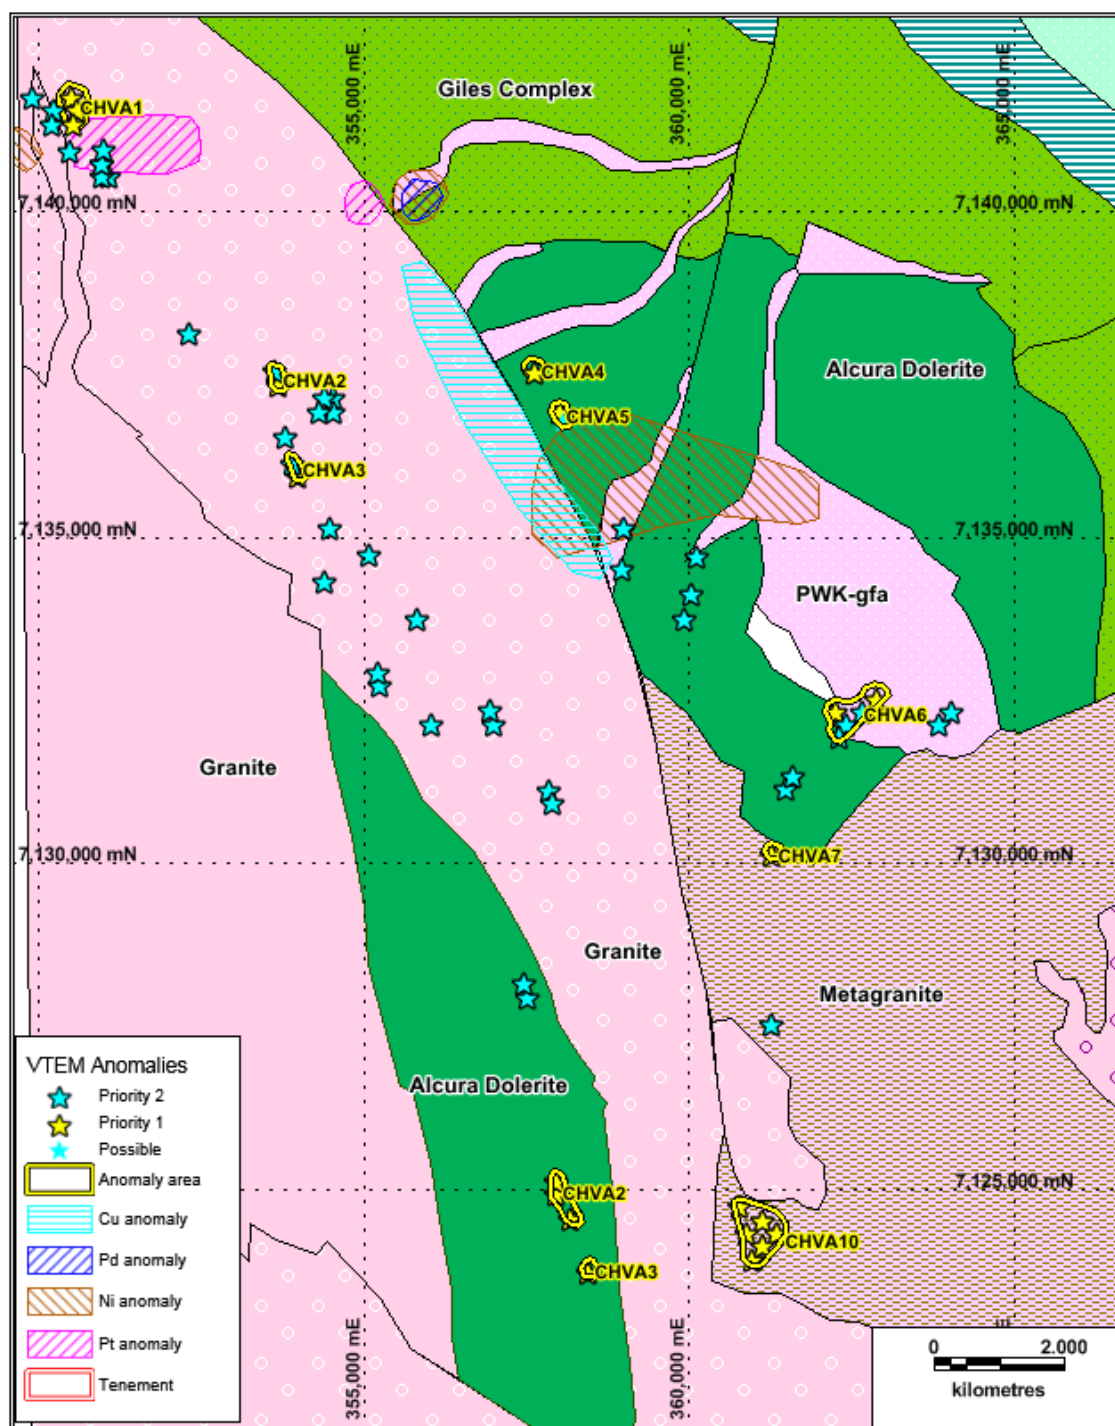 355,000 mE
360,000 mE
365,000 mE
Giles Complex
CHVA1
7,140,000 mN
7,140,000 mN
CHVA2
CHVA4
Alcura Dolerite
CHVA5
CHVA3
7,135,000 mN
7,135,000 mN
PWK-gfa
CHVA6
Granite
7,130,000 mN
CHVA7
7,130,000 mN
Granite
Metagranite
Alcura Dolerite
7,125,000 mN
CHVA2
CHVA10
CHVA3
355,000 mE
360,000 mE
E
VTEM Anomalies
Priority 2
Priority 1
Possible
Anomaly area
Cu anomaly
Pd anomaly
Ni anomaly
Pt anomaly
Tenement
0 2.000
kilometres